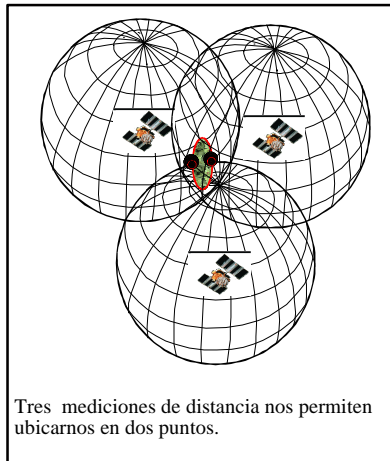 Tres mediciones de distancia nos permiten
ubicarnos en dos puntos.